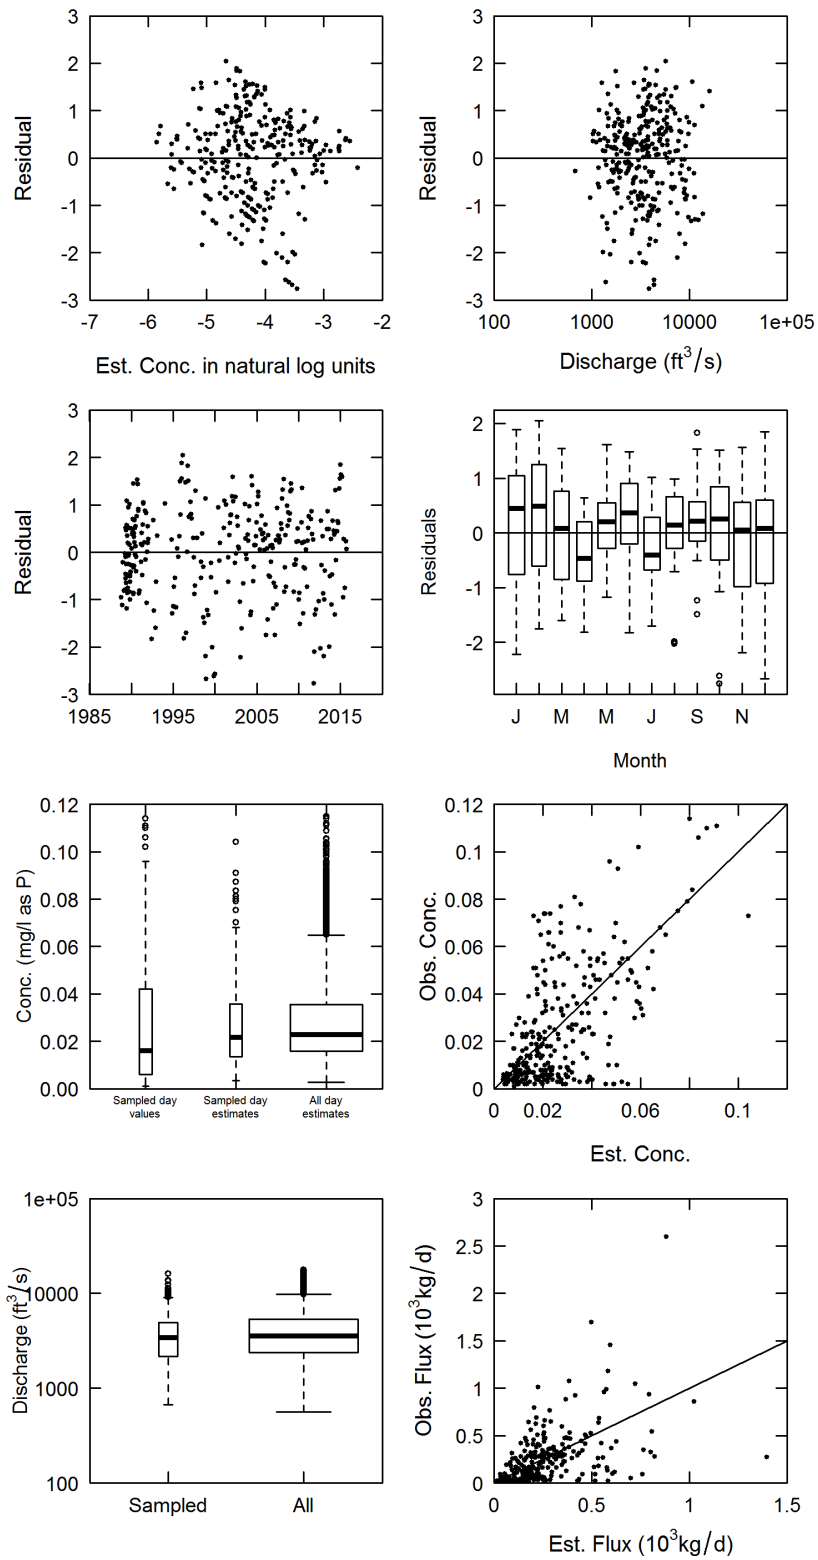 3
2
1
0
-1
-2
-3
Residual
-7 -6 -5 -4 -3 -2
Est. Conc. in natural log units
3
2
1
0
-1
-2
-3
Residual
100 1000 10000 1e+05
Discharge (ft³/s)
3
2
1
0
-1
-2
-3
Residual
1985 1995 2005 2015
2
1
0
-1
-2
Residuals
J M M J S N
Month
0.12
0.10
0.08
0.06
0.04
0.02
0.00
Conc. (mg/l as P)
Sampled day values
Sampled day estimates
All day estimates
0.12
0.1
0.08
0.06
0.04
0.02
0
Obs. Conc.
0 0.02 0.06 0.1
Est. Conc.
1e+05
10000
1000
100
Discharge (ft³/s)
Sampled All
3
2.5
2
1.5
1
0.5
0
Obs. Flux (10³kg/d)
0 0.5 1 1.5
Est. Flux (10³kg/d)